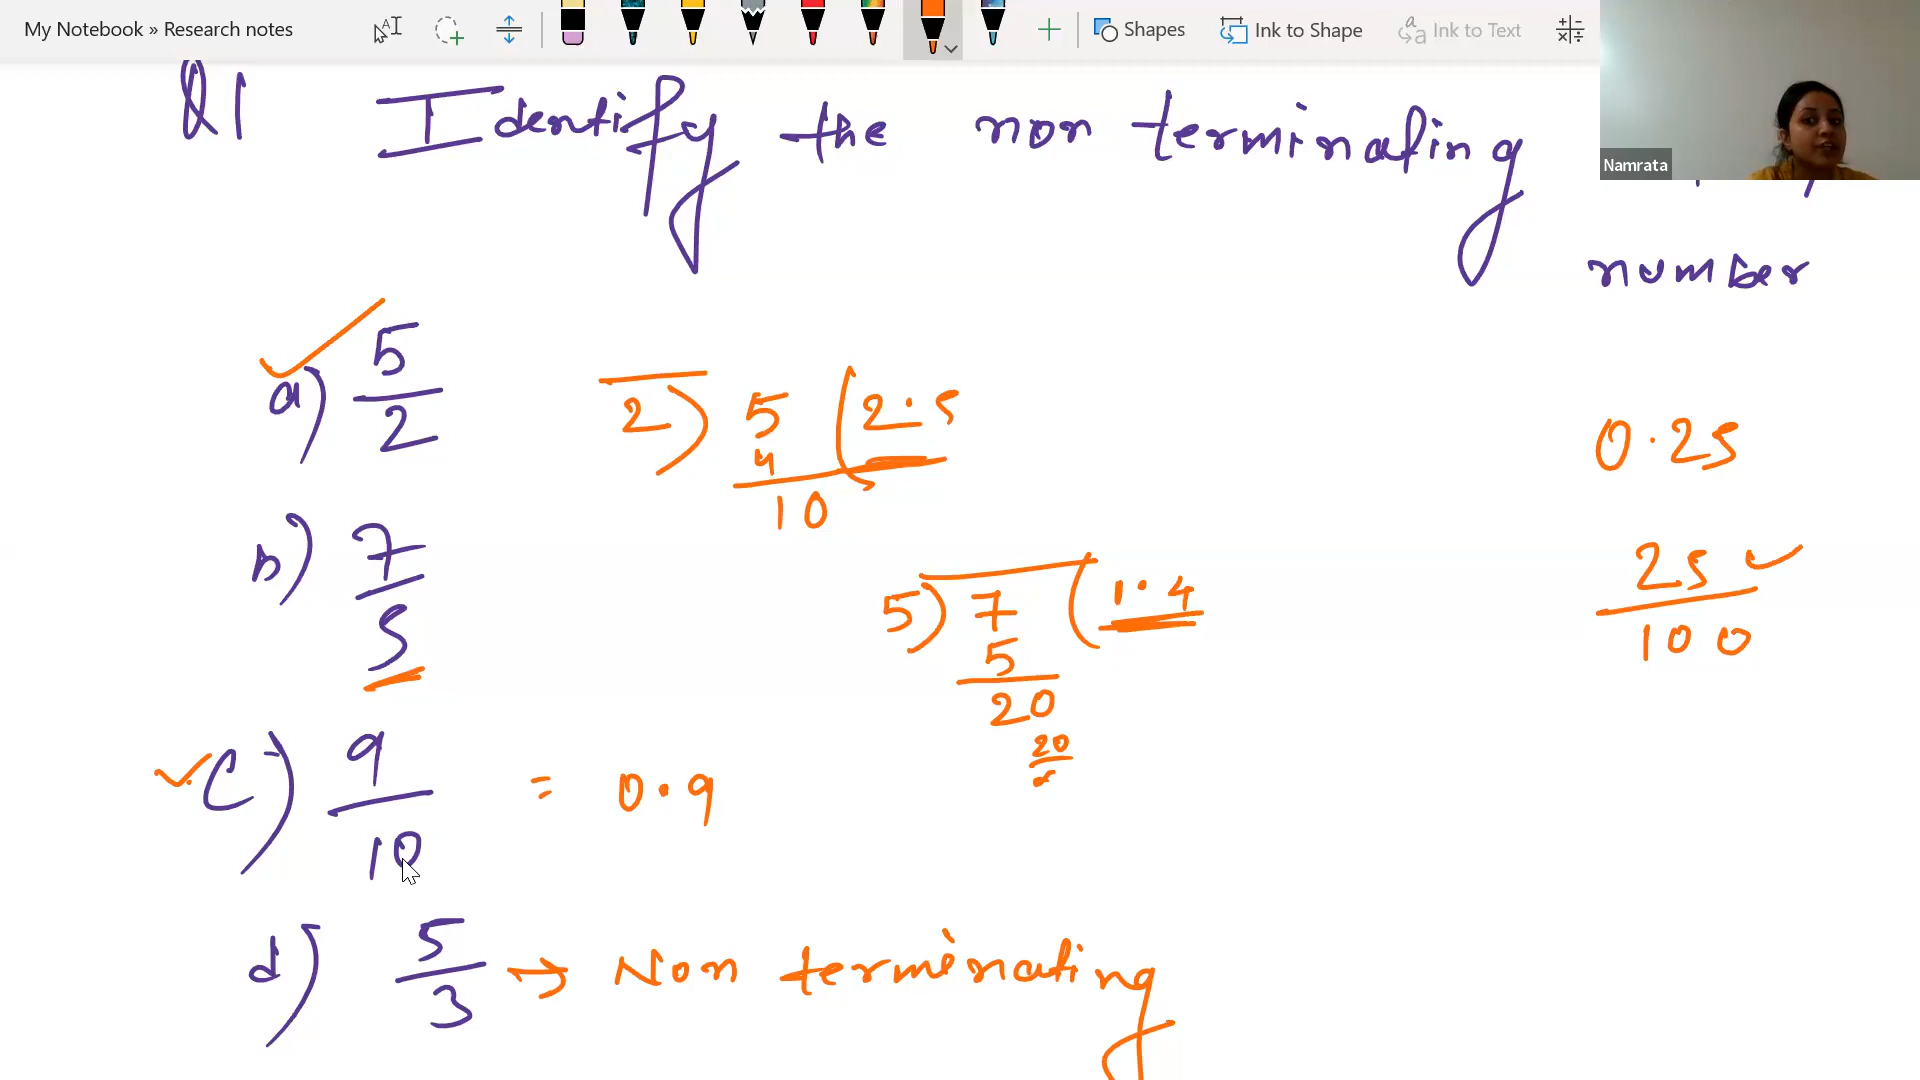 My Notebook » Research notes
Shapes
Ink to Shape
Ink to Text
Namrata
Q1 Identify the non terminating
number
a) 5/2
2) 5 ( 2.5
4
10
0.25
25/100
b) 7/5
5) 7 ( 1.4
5
20
20
c) 9/10 = 0.9
d) 5/3 → Non terminating